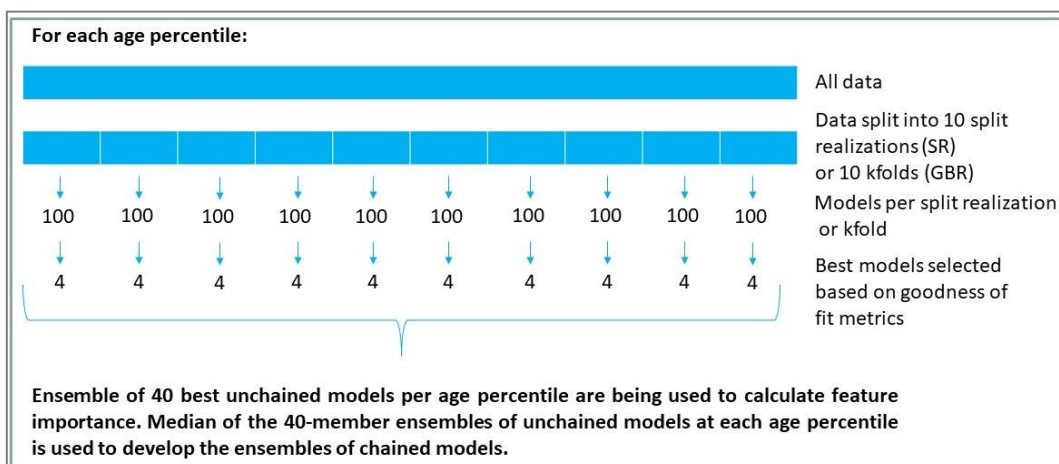 For each age percentile:
All data
Data split into 10 split
realizations (SR)
or 10 kfolds (GBR)
100 100 100 100 100 100 100 100 100 100
Models per split realization
or kfold
4 4 4 4 4 4 4 4 4 4
Best models selected
based on goodness of
fit metrics
Ensemble of 40 best unchained models per age percentile are being used to calculate feature
importance. Median of the 40-member ensembles of unchained models at each age percentile
is used to develop the ensembles of chained models.